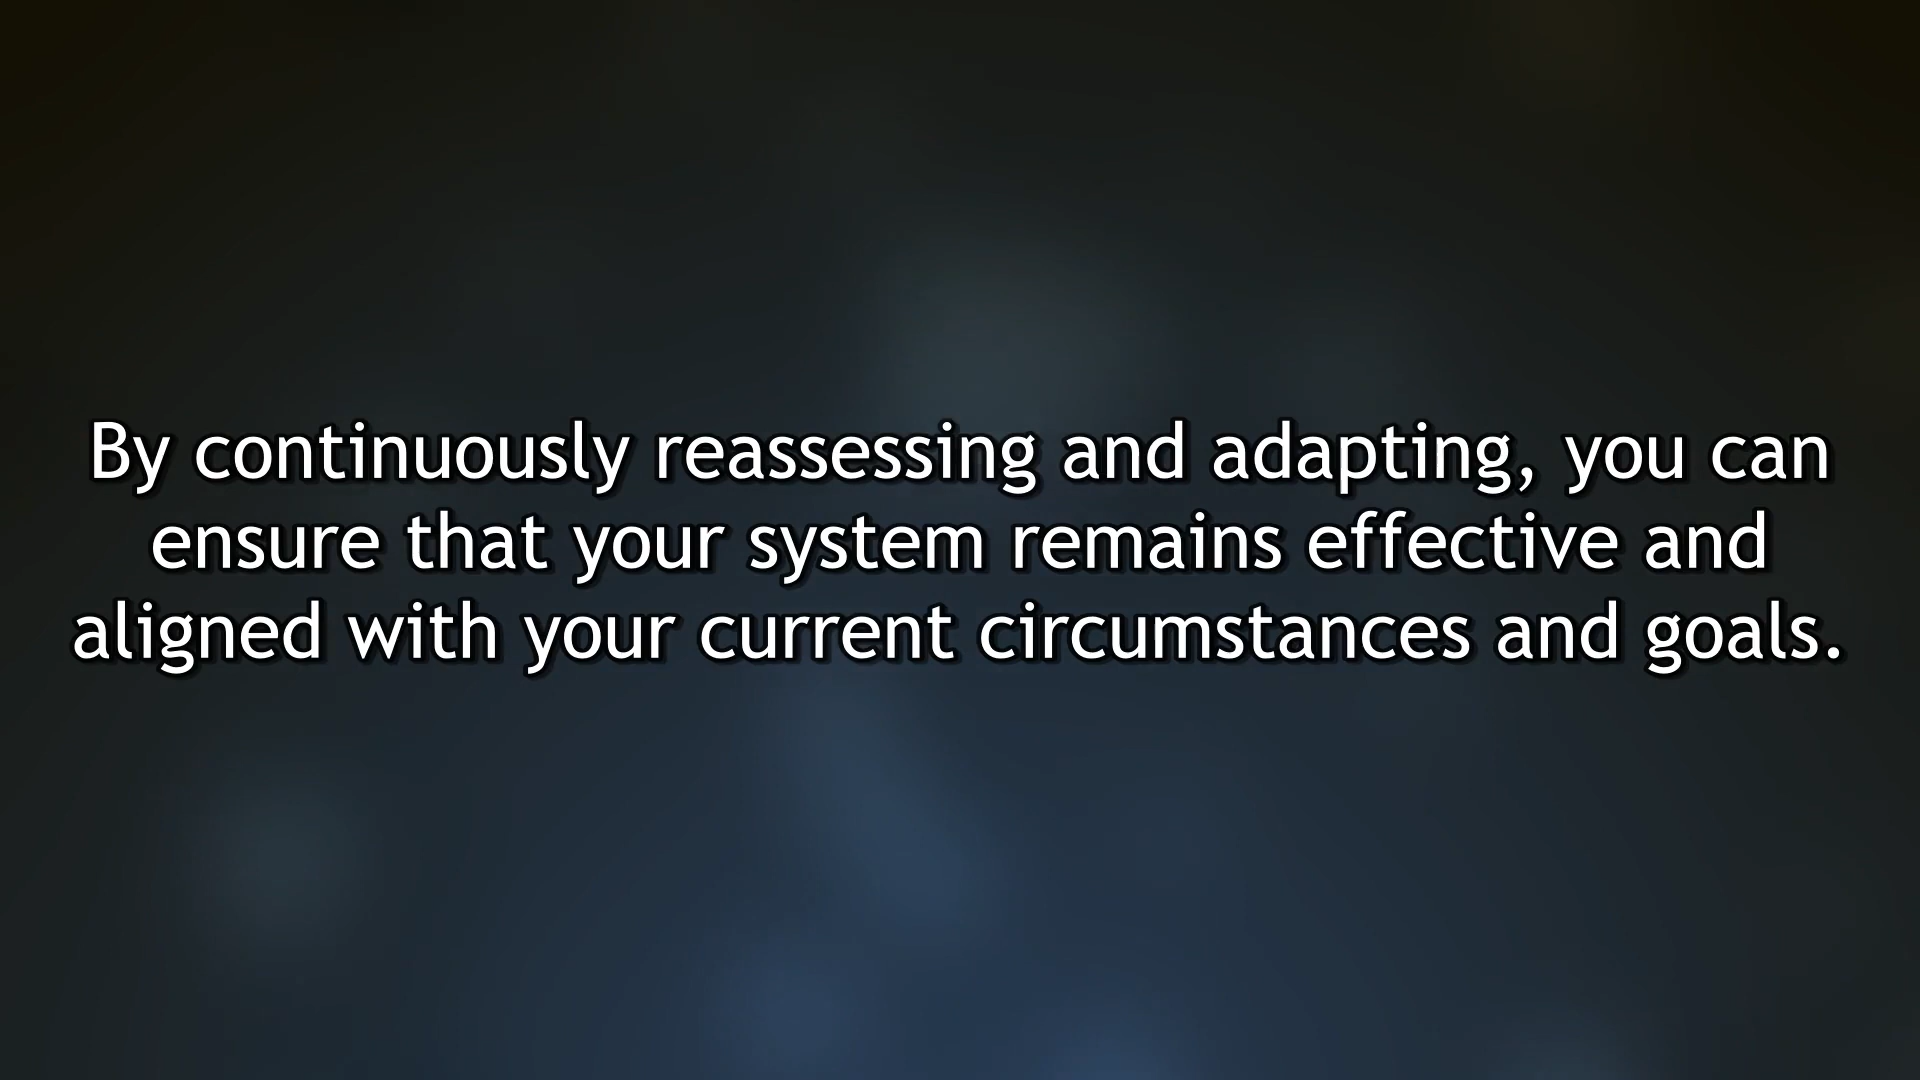 By continuously reassessing and adapting, you can
ensure that your system remains effective and
aligned with your current circumstances and goals.